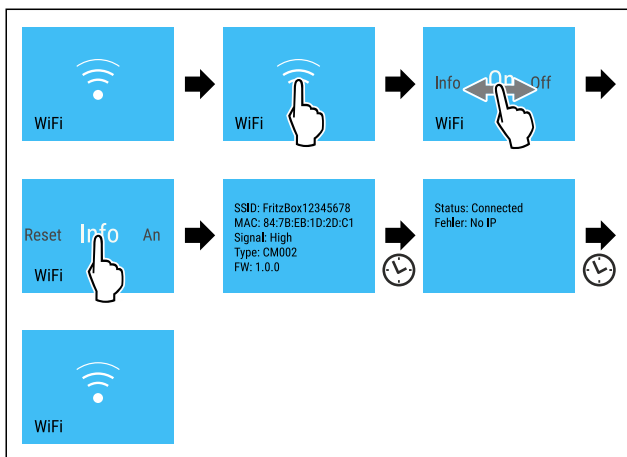 WiFi
WiFi
Info On Off
WiFi
Reset Info An
WiFi
SSID: FritzBox12345678
MAC: 84:7B:EB:1D:2D:C1
Signal: High
Type: CM002
FW: 1.0.0
Status: Connected
Fehler: No IP
WiFi